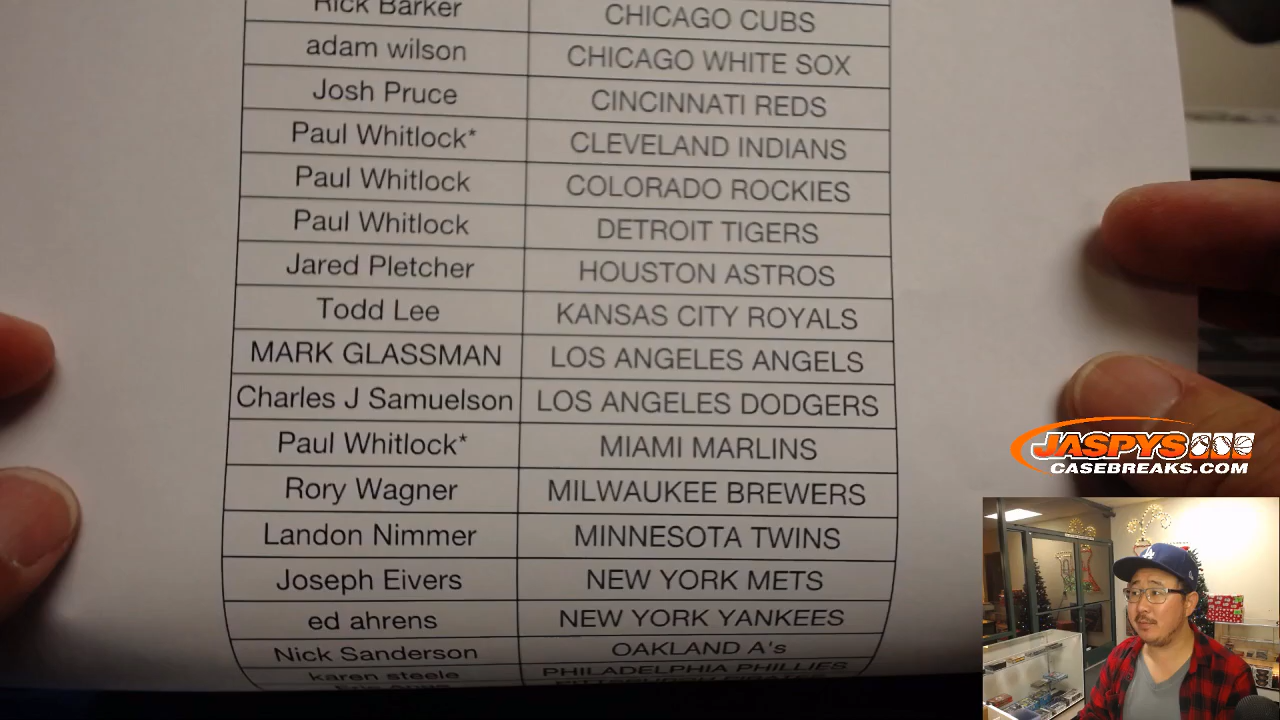 Rick Barker CHICAGO CUBS
adam wilson CHICAGO WHITE SOX
Josh Pruce CINCINNATI REDS
Paul Whitlock* CLEVELAND INDIANS
Paul Whitlock COLORADO ROCKIES
Paul Whitlock DETROIT TIGERS
Jared Pletcher HOUSTON ASTROS
Todd Lee KANSAS CITY ROYALS
MARK GLASSMAN LOS ANGELES ANGELS
Charles J Samuelson LOS ANGELES DODGERS
Paul Whitlock* MIAMI MARLINS
Rory Wagner MILWAUKEE BREWERS
Landon Nimmer MINNESOTA TWINS
Joseph Eivers NEW YORK METS
ed ahrens NEW YORK YANKEES
Nick Sanderson OAKLAND A's
karen steele PHILADELPHIA PHILLIES
JASPYS
CASEBREAKS.COM
LA